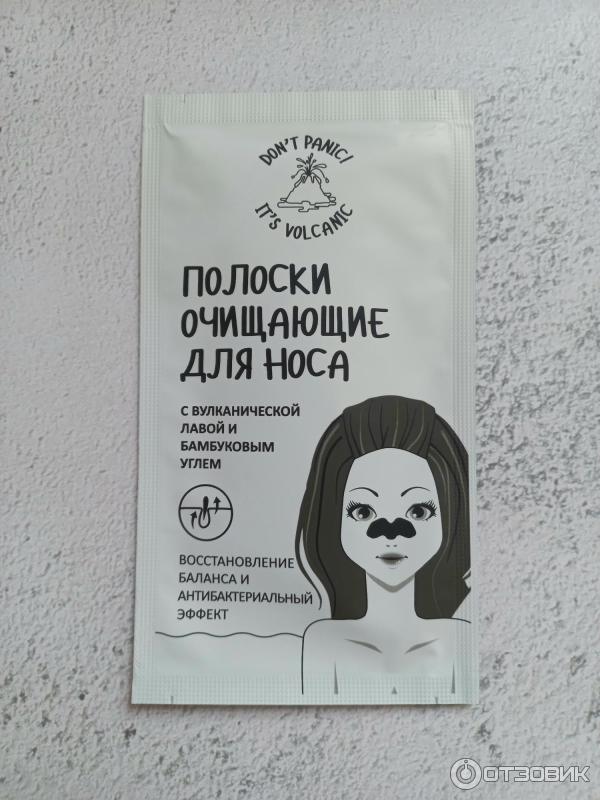 DON'T PANIC!
IT'S VOLCANIC
ПОЛОСКИ
ОЧИЩАЮЩИЕ
ДЛЯ НОСА
С ВУЛКАНИЧЕСКОЙ
ЛАВОЙ И
БАМБУКОВЫМ
УГЛЕМ
ВОССТАНОВЛЕНИЕ
БАЛАНСА И
АНТИБАКТЕРИАЛЬНЫЙ
ЭФФЕКТ
ОТЗОВИК